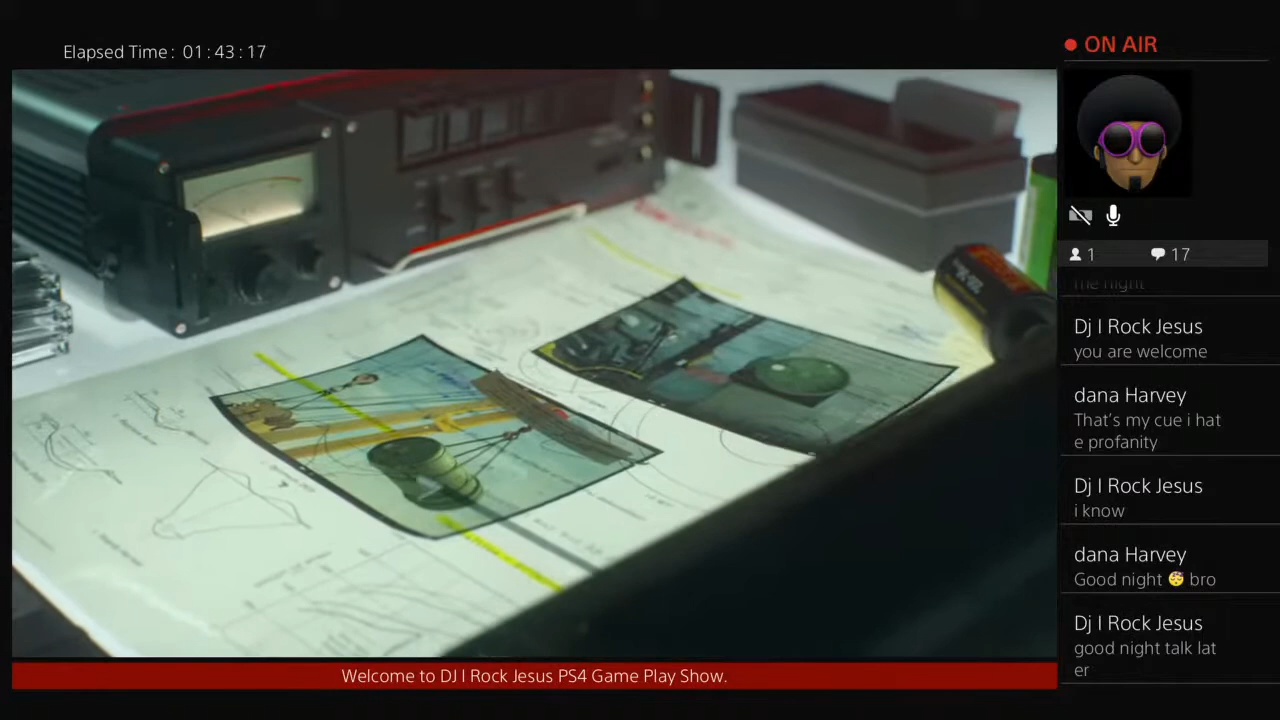 Elapsed Time: 01:43:17
ON AIR
1
17
me night
Dj I Rock Jesus
you are welcome
dana Harvey
That's my cue i hat
e profanity
Dj I Rock Jesus
i know
dana Harvey
Good night 😴 bro
Dj I Rock Jesus
good night talk lat
er
Welcome to DJ I Rock Jesus PS4 Game Play Show.